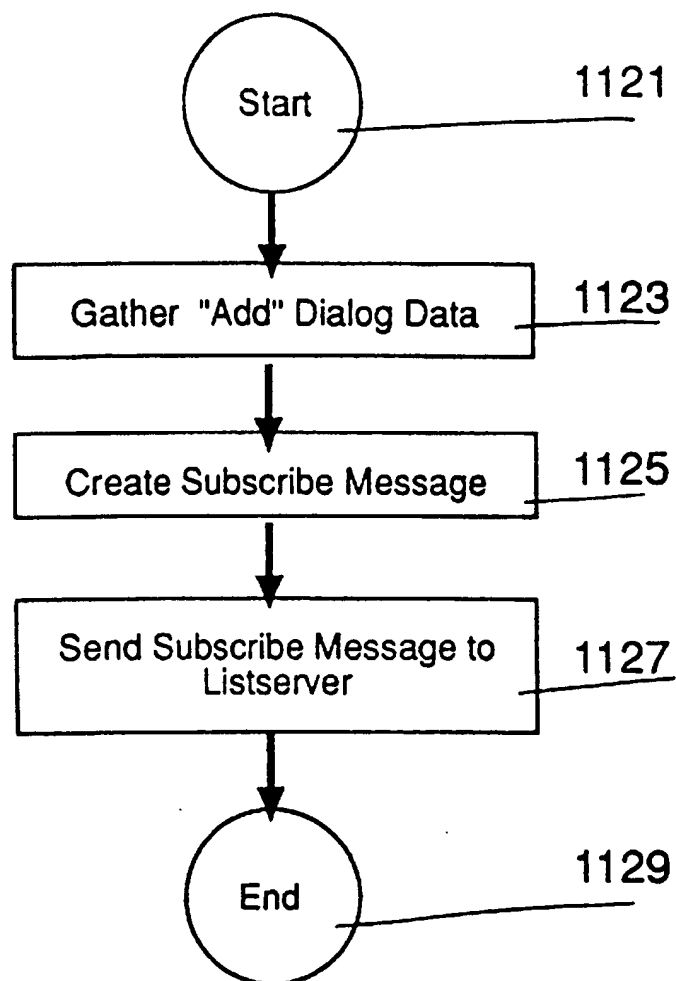 Start
1121
Gather "Add" Dialog Data
1123
Create Subscribe Message
1125
Send Subscribe Message to
Listserver
1127
End
1129